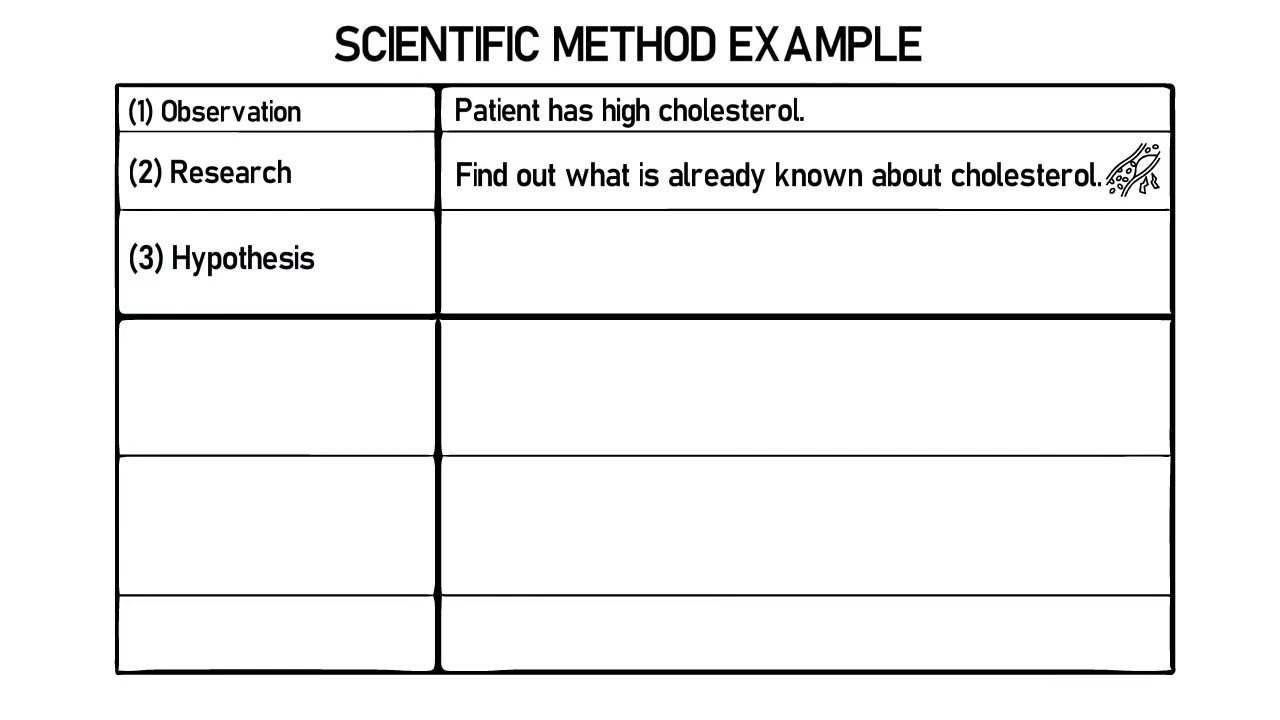 SCIENTIFIC METHOD EXAMPLE
(1) Observation
Patient has high cholesterol.
(2) Research
Find out what is already known about cholesterol.
(3) Hypothesis